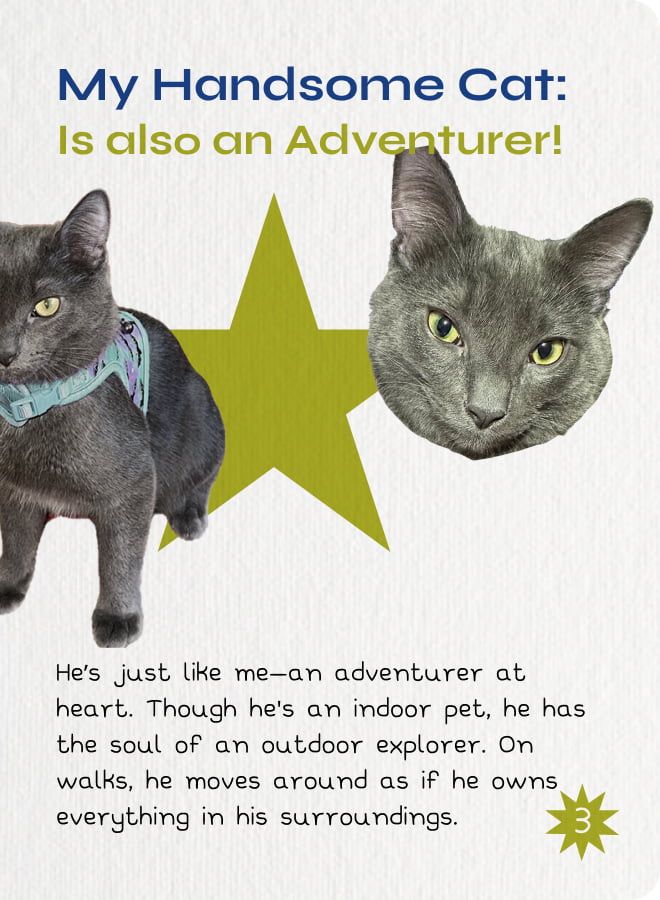 My Handsome Cat:
Is also an Adventurer!
He's just like me—an adventurer at
heart. Though he's an indoor pet, he has
the soul of an outdoor explorer. On
walks, he moves around as if he owns
everything in his surroundings.
3